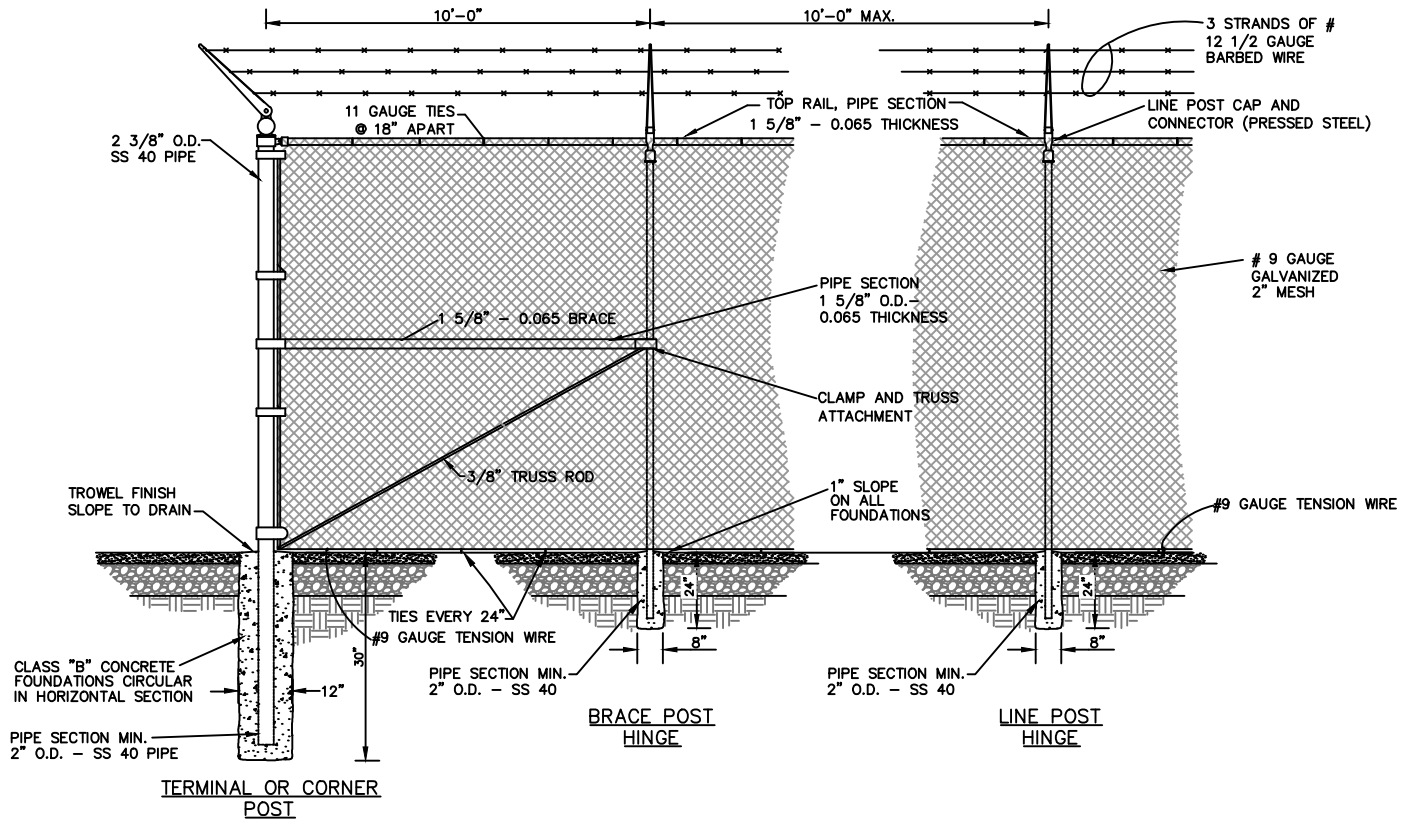 10'-0"
10'-0" MAX.
3 STRANDS OF #
12 1/2 GAUGE
BARBED WIRE
11 GAUGE TIES
@ 18" APART
TOP RAIL, PIPE SECTION
1 5/8" - 0.065 THICKNESS
LINE POST CAP AND
CONNECTOR (PRESSED STEEL)
2 3/8" O.D.
SS 40 PIPE
# 9 GAUGE
GALVANIZED
2" MESH
PIPE SECTION
1 5/8" O.D.-
0.065 THICKNESS
1 5/8" - 0.065 BRACE
CLAMP AND TRUSS
ATTACHMENT
3/8" TRUSS ROD
TROWEL FINISH
SLOPE TO DRAIN
1" SLOPE
ON ALL
FOUNDATIONS
#9 GAUGE TENSION WIRE
TIES EVERY 24"
#9 GAUGE TENSION WIRE
30"
24"
24"
8"
8"
CLASS "B" CONCRETE
FOUNDATIONS CIRCULAR
IN HORIZONTAL SECTION
12"
PIPE SECTION MIN.
2" O.D. - SS 40
PIPE SECTION MIN.
2" O.D. - SS 40
PIPE SECTION MIN.
2" O.D. - SS 40 PIPE
BRACE POST
HINGE
LINE POST
HINGE
TERMINAL OR CORNER
POST